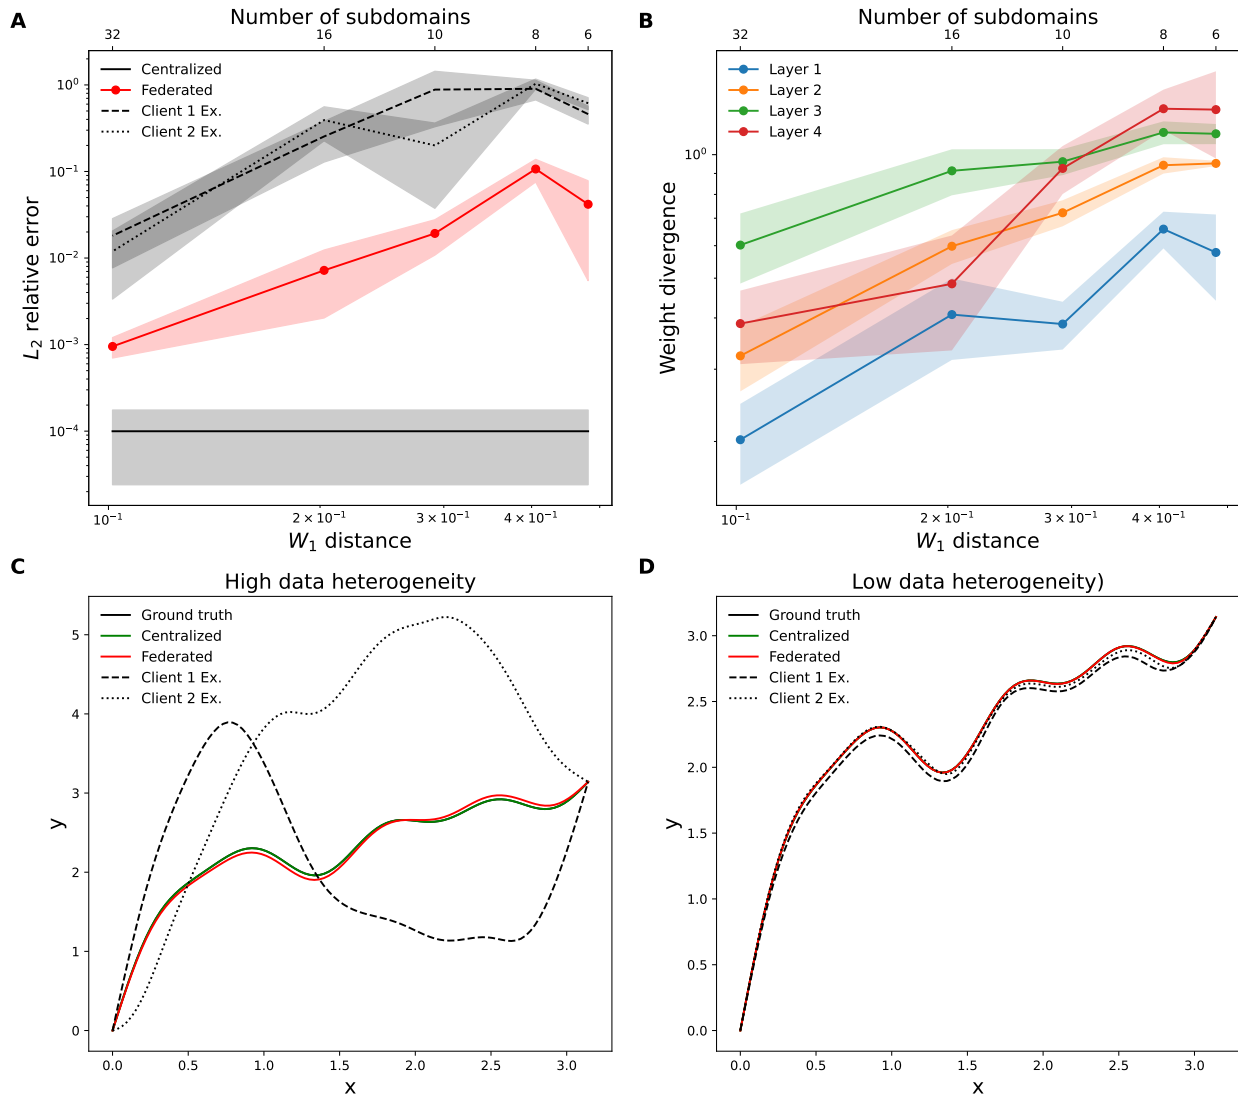 A
Number of subdomains
32 16 10 8 6
Centralized
Federated
Client 1 Ex.
Client 2 Ex.
10⁰
10⁻¹
10⁻²
10⁻³
10⁻⁴
L₂ relative error
10⁻¹ 2 × 10⁻¹ 3 × 10⁻¹ 4 × 10⁻¹
W₁ distance
B
Number of subdomains
32 16 10 8 6
Layer 1
Layer 2
Layer 3
Layer 4
10⁰
Weight divergence
10⁻¹ 2 × 10⁻¹ 3 × 10⁻¹ 4 × 10⁻¹
W₁ distance
C
High data heterogeneity
Ground truth
Centralized
Federated
Client 1 Ex.
Client 2 Ex.
5
4
3
2
1
0
y
0.0 0.5 1.0 1.5 2.0 2.5 3.0
x
D
Low data heterogeneity)
Ground truth
Centralized
Federated
Client 1 Ex.
Client 2 Ex.
3.0
2.5
2.0
1.5
1.0
0.5
0.0
y
0.0 0.5 1.0 1.5 2.0 2.5 3.0
x